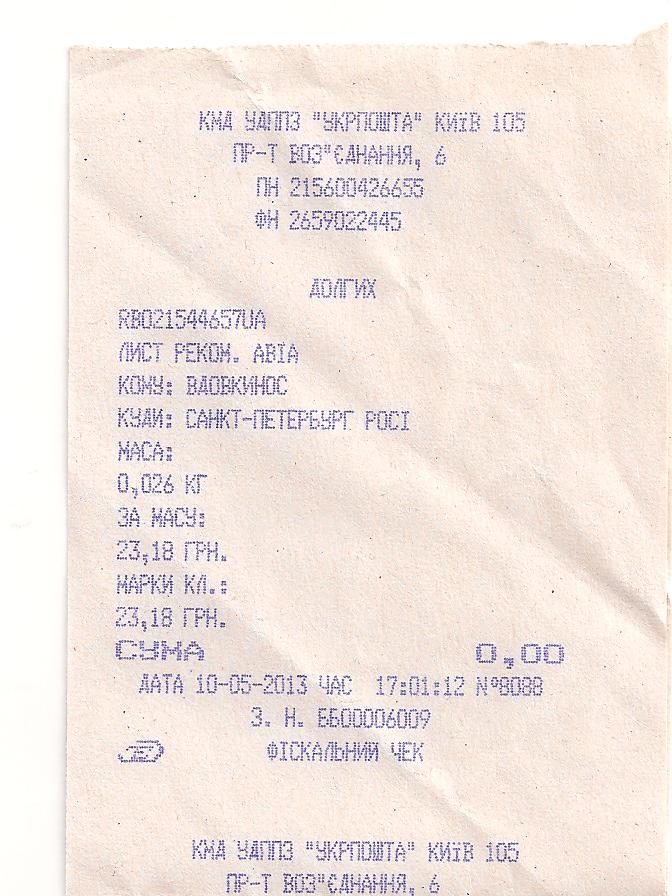 КМД УДППЗ "УКРПОШТА" КИЇВ 105
ПР-Т ВОЗ"ЄДНАННЯ, 6
ПН 215600426655
ФН 2659022445
ДОЛГИХ
RB021544657UA
ЛИСТ РЕКОМ. АВІА
КОМУ: ВДОВКИНОС
КУДИ: САНКТ-ПЕТЕРБУРГ РОСІ
МАСА:
0,026 КГ
ЗА МАСУ:
23,18 ГРН.
МАРКИ КЛ.:
23,18 ГРН.
СУМА 0,00
ДАТА 10-05-2013 ЧАС 17:01:12 №8088
З. Н. ББ00006009
ФІСКАЛЬНИЙ ЧЕК
КМД УДППЗ "УКРПОШТА" КИЇВ 105
ПР-Т ВОЗ"ЄДНАННЯ, 6